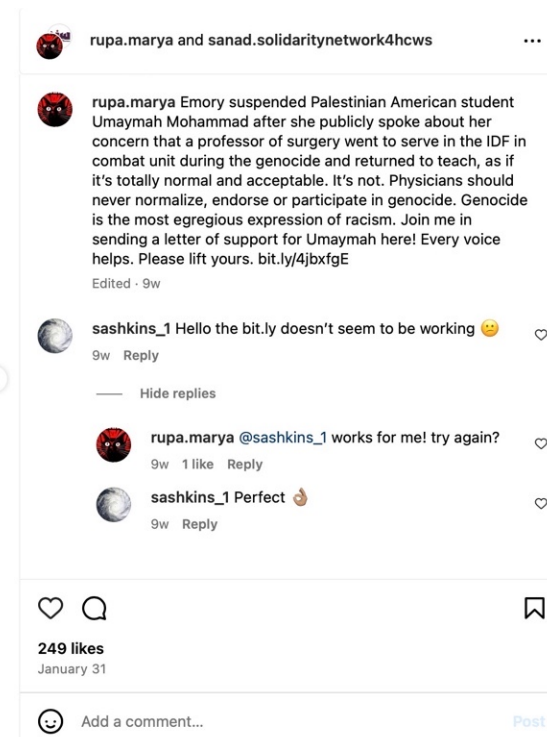 rupa.marya and sanad.solidaritynetwork4hcws
rupa.marya Emory suspended Palestinian American student
Umaymah Mohammad after she publicly spoke about her
concern that a professor of surgery went to serve in the IDF in
combat unit during the genocide and returned to teach, as if
it's totally normal and acceptable. It's not. Physicians should
never normalize, endorse or participate in genocide. Genocide
is the most egregious expression of racism. Join me in
sending a letter of support for Umaymah here! Every voice
helps. Please lift yours. bit.ly/4jbxfgE
Edited · 9w
sashkins_1 Hello the bit.ly doesn't seem to be working 😕
9w Reply
Hide replies
rupa.marya @sashkins_1 works for me! try again?
9w 1 like Reply
sashkins_1 Perfect 👌🏽
9w Reply
249 likes
January 31
Add a comment...
Post